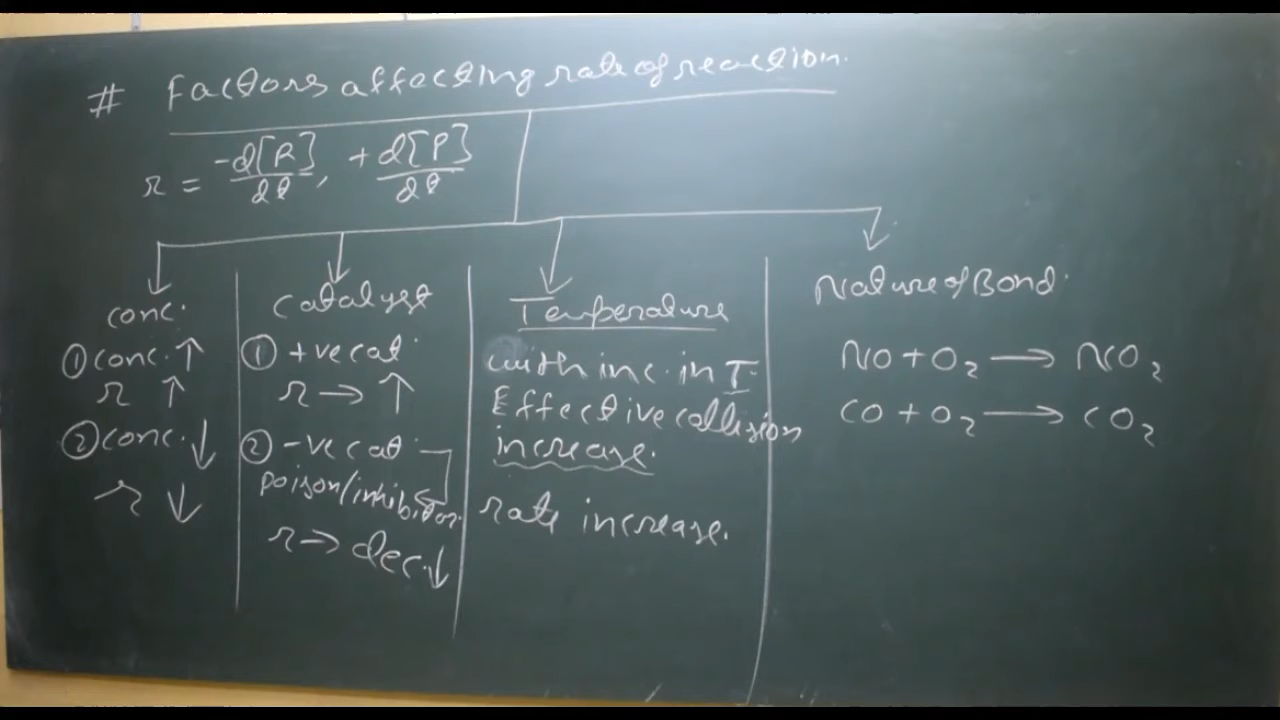 # Factors affecting rate of reaction.
r = -d[R]/dt, +d[P]/dt
conc.
① conc. ↑
r ↑
② conc. ↓
r ↓
Catalyst
① +ve cat.
r → ↑
② -ve cat.
poison/inhibitor.
r → dec. ↓
Temperature
with inc. in T
Effective collision
increase.
rate increase.
Nature of Bond.
NO + O₂ → NO₂
CO + O₂ → CO₂